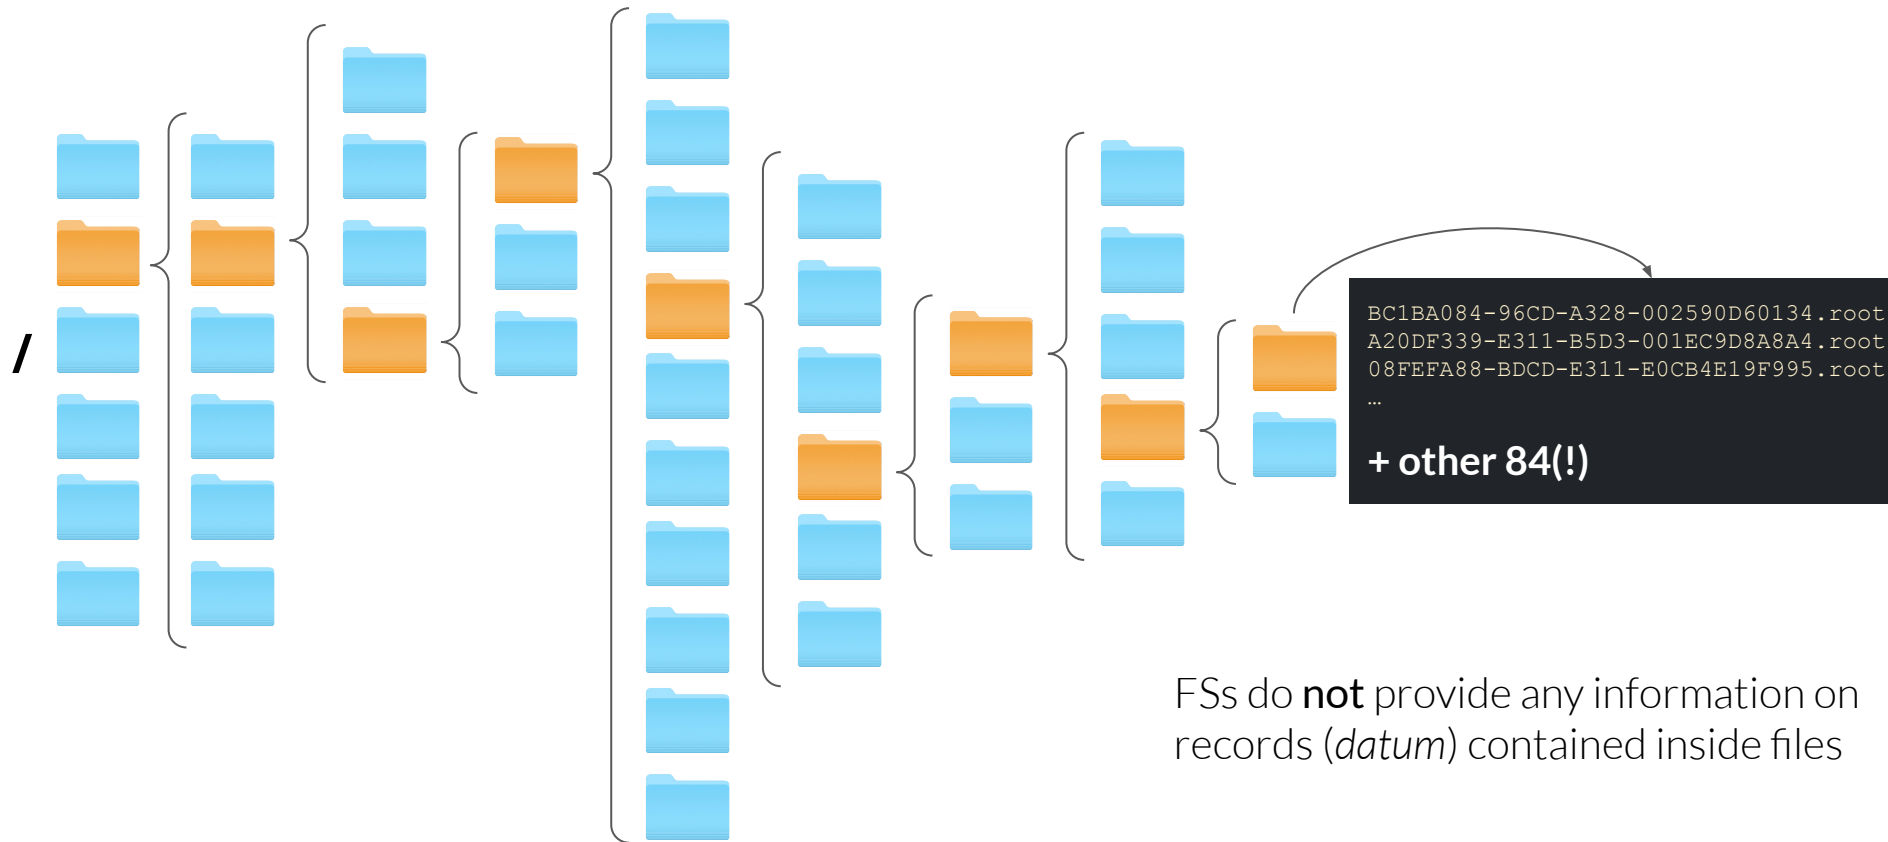 /
BC1BA084-96CD-A328-002590D60134.root
A20DF339-E311-B5D3-001EC9D8A8A4.root
08FEFA88-BDCD-E311-E0CB4E19F995.root
…
+ other 84(!)
FSs do not provide any information on
records (datum) contained inside files